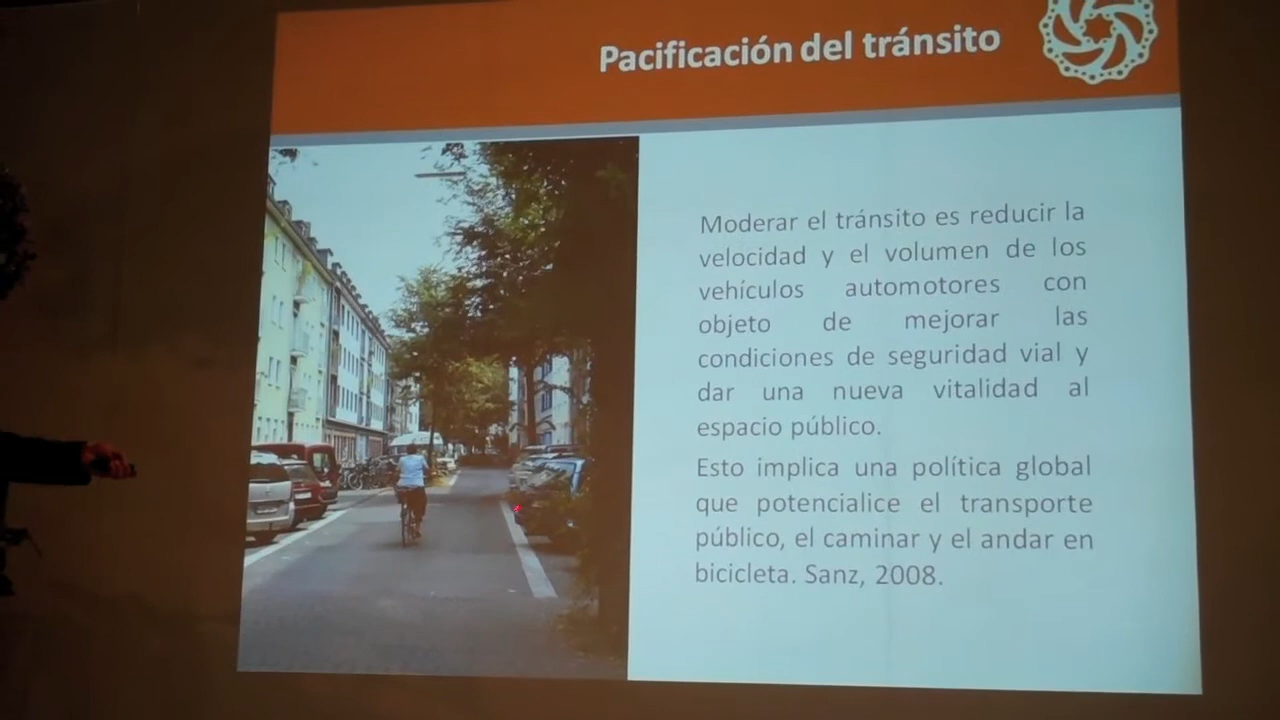 Pacificación del tránsito
Moderar el tránsito es reducir la
velocidad y el volumen de los
vehículos automotores con
objeto de mejorar las
condiciones de seguridad vial y
dar una nueva vitalidad al
espacio público.
Esto implica una política global
que potencialice el transporte
público, el caminar y el andar en
bicicleta. Sanz, 2008.